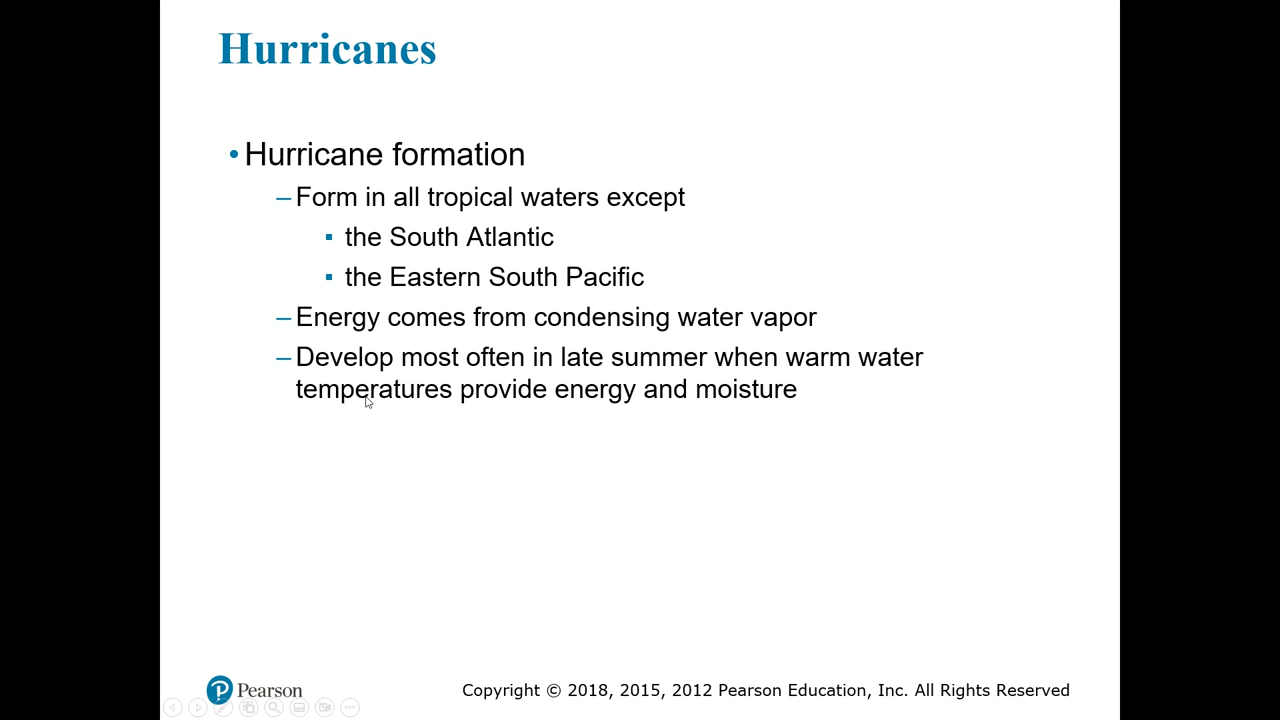 Hurricanes
• Hurricane formation
– Form in all tropical waters except
▪ the South Atlantic
▪ the Eastern South Pacific
– Energy comes from condensing water vapor
– Develop most often in late summer when warm water
temperatures provide energy and moisture
Pearson
Copyright © 2018, 2015, 2012 Pearson Education, Inc. All Rights Reserved